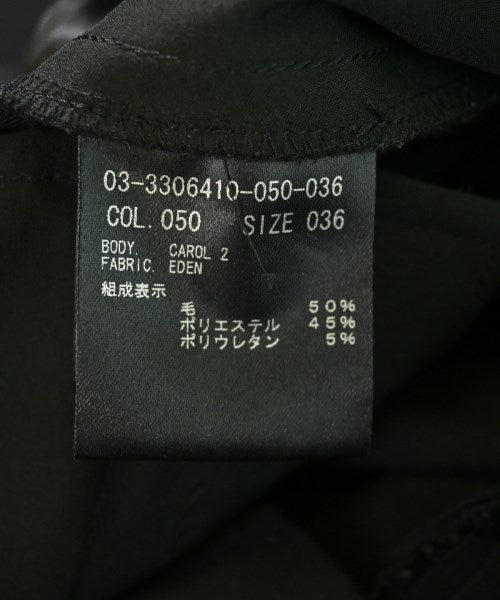 03-3306410-050-036
COL. 050 SIZE 036
BODY. CAROL 2
FABRIC. EDEN
組成表示
毛 50%
ポリエステル 45%
ポリウレタン 5%